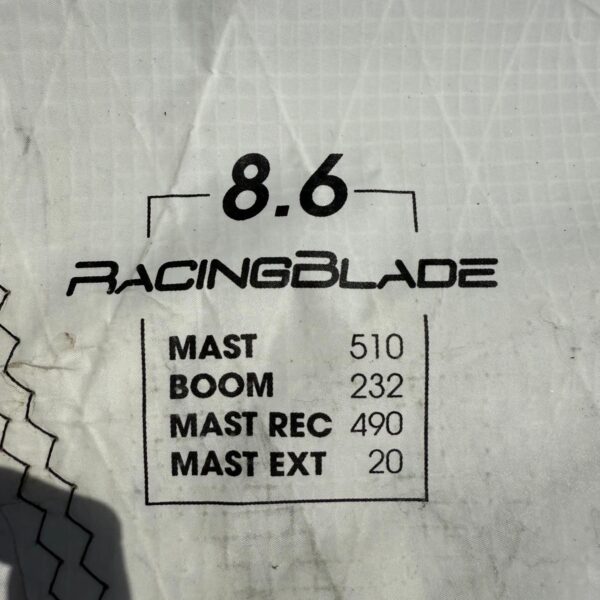 8.6
RACINGBLADE
MAST 510
BOOM 232
MAST REC 490
MAST EXT 20